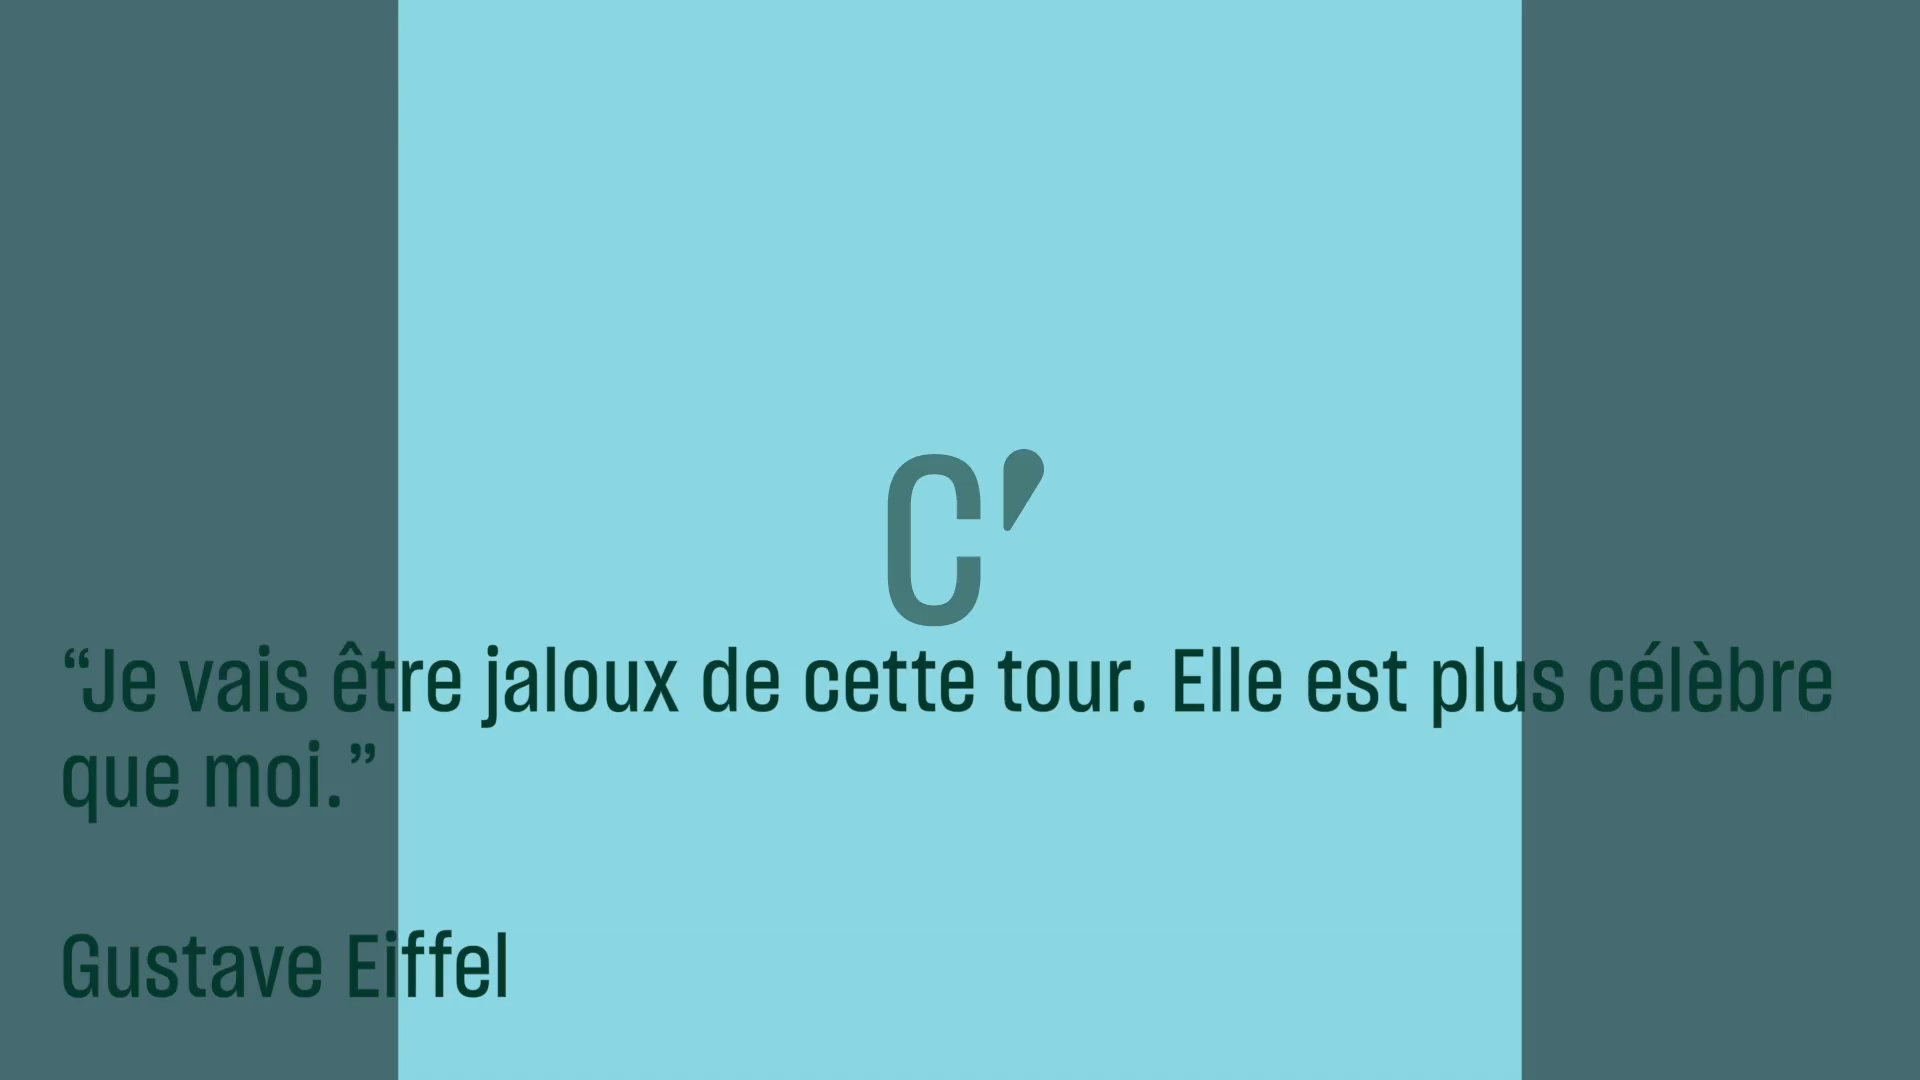 C'
“Je vais être jaloux de cette tour. Elle est plus célèbre
que moi.”
Gustave Eiffel